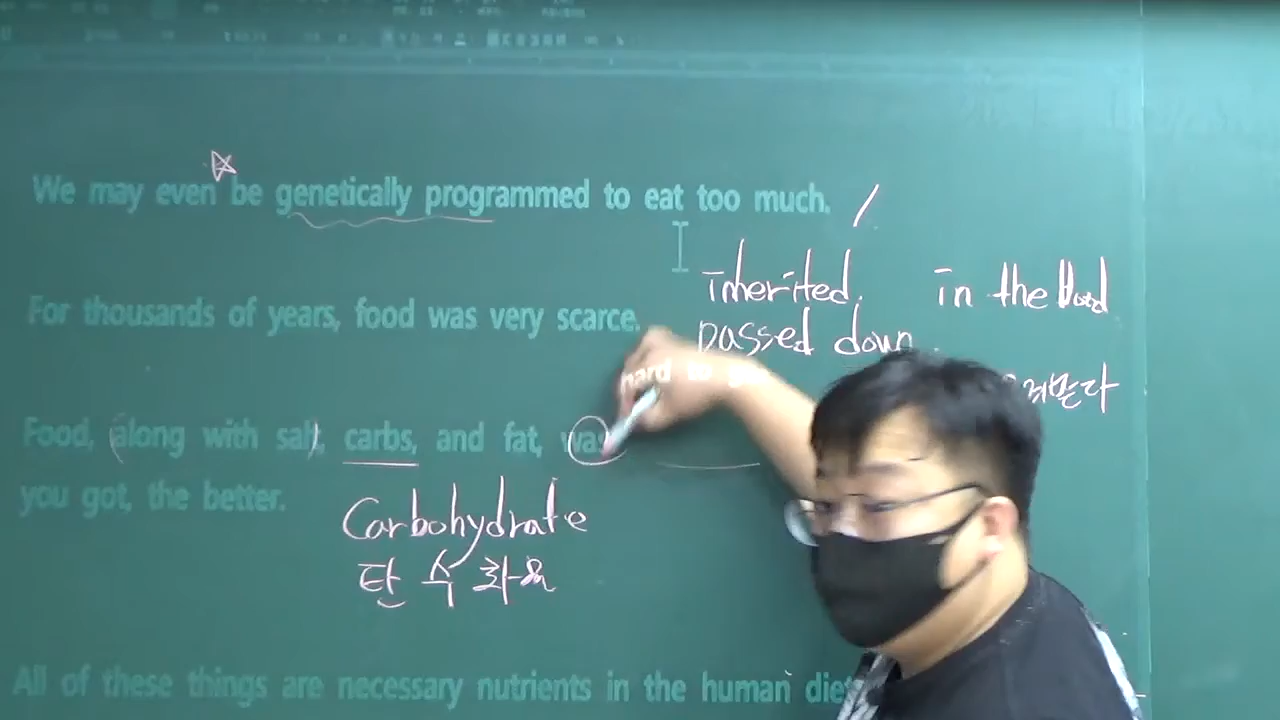 We may even be genetically programmed to eat too much.
inherited. in the blood
For thousands of years, food was very scarce.
passed down
hard to
Food, along with salt, carbs, and fat, was
you got, the better.
Carbohydrate
탄수화물
All of these things are necessary nutrients in the human diet